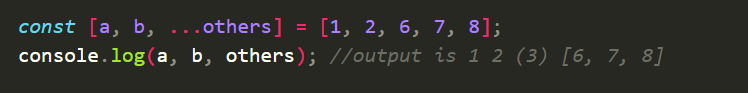 const [a, b, ...others] = [1, 2, 6, 7, 8];
console.log(a, b, others); //output is 1 2 (3) [6, 7, 8]